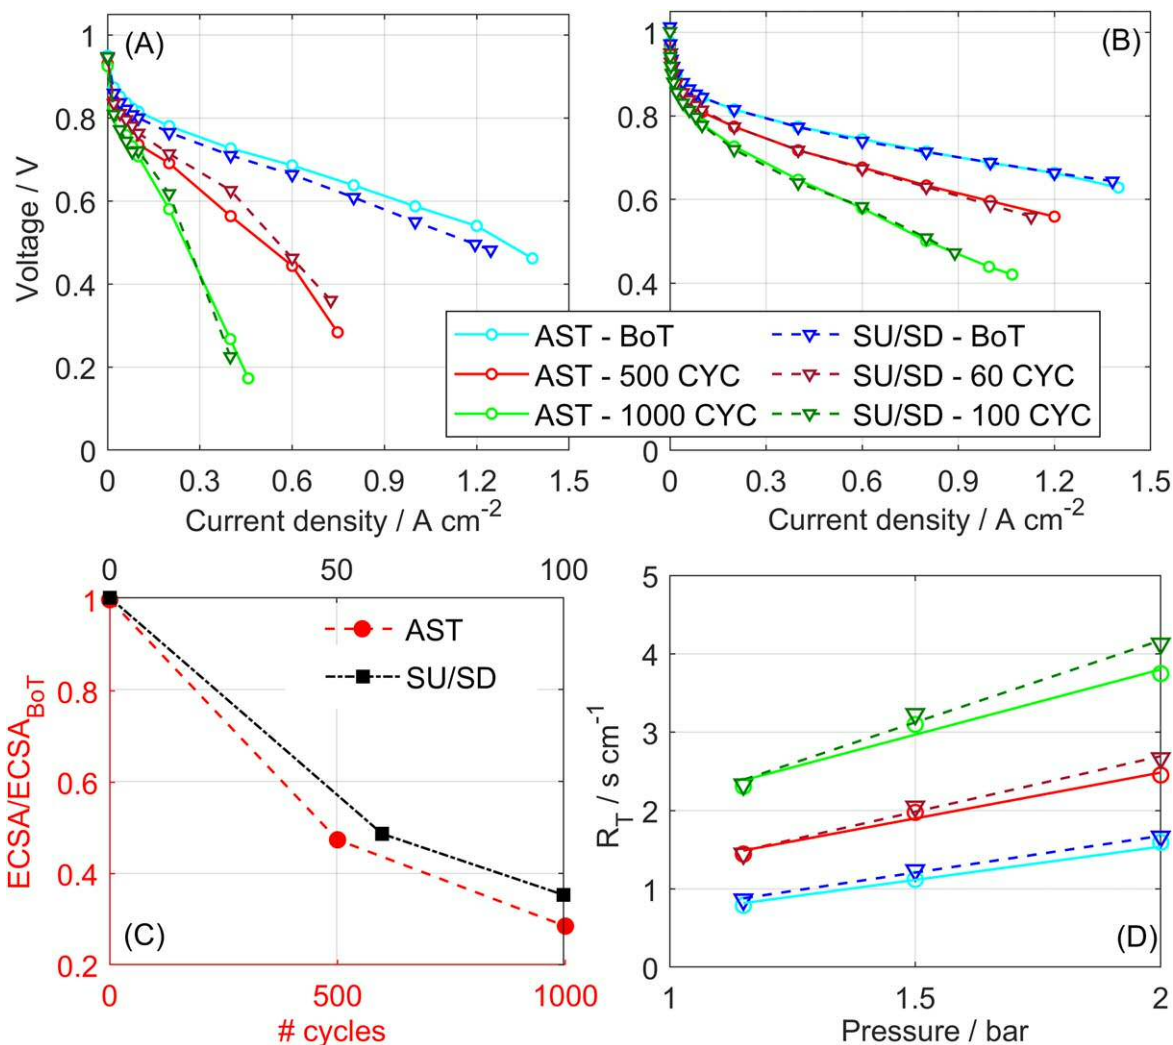 (A)
1
0.8
0.6
0.4
0.2
0
Voltage / V
0 0.3 0.6 0.9 1.2 1.5
Current density / A cm-2
(B)
1
0.8
0.6
0.4
0
0 0.3 0.6 0.9 1.2 1.5
Current density / A cm-2
AST - BoT SU/SD - BoT
AST - 500 CYC SU/SD - 60 CYC
AST - 1000 CYC SU/SD - 100 CYC
0 50 100
1
0.8
0.6
0.4
0.2
ECSA/ECSABoT
AST
SU/SD
(C)
0 500 1000
# cycles
5
4
3
2
1
0
RT / s cm-1
(D)
1 1.5 2
Pressure / bar